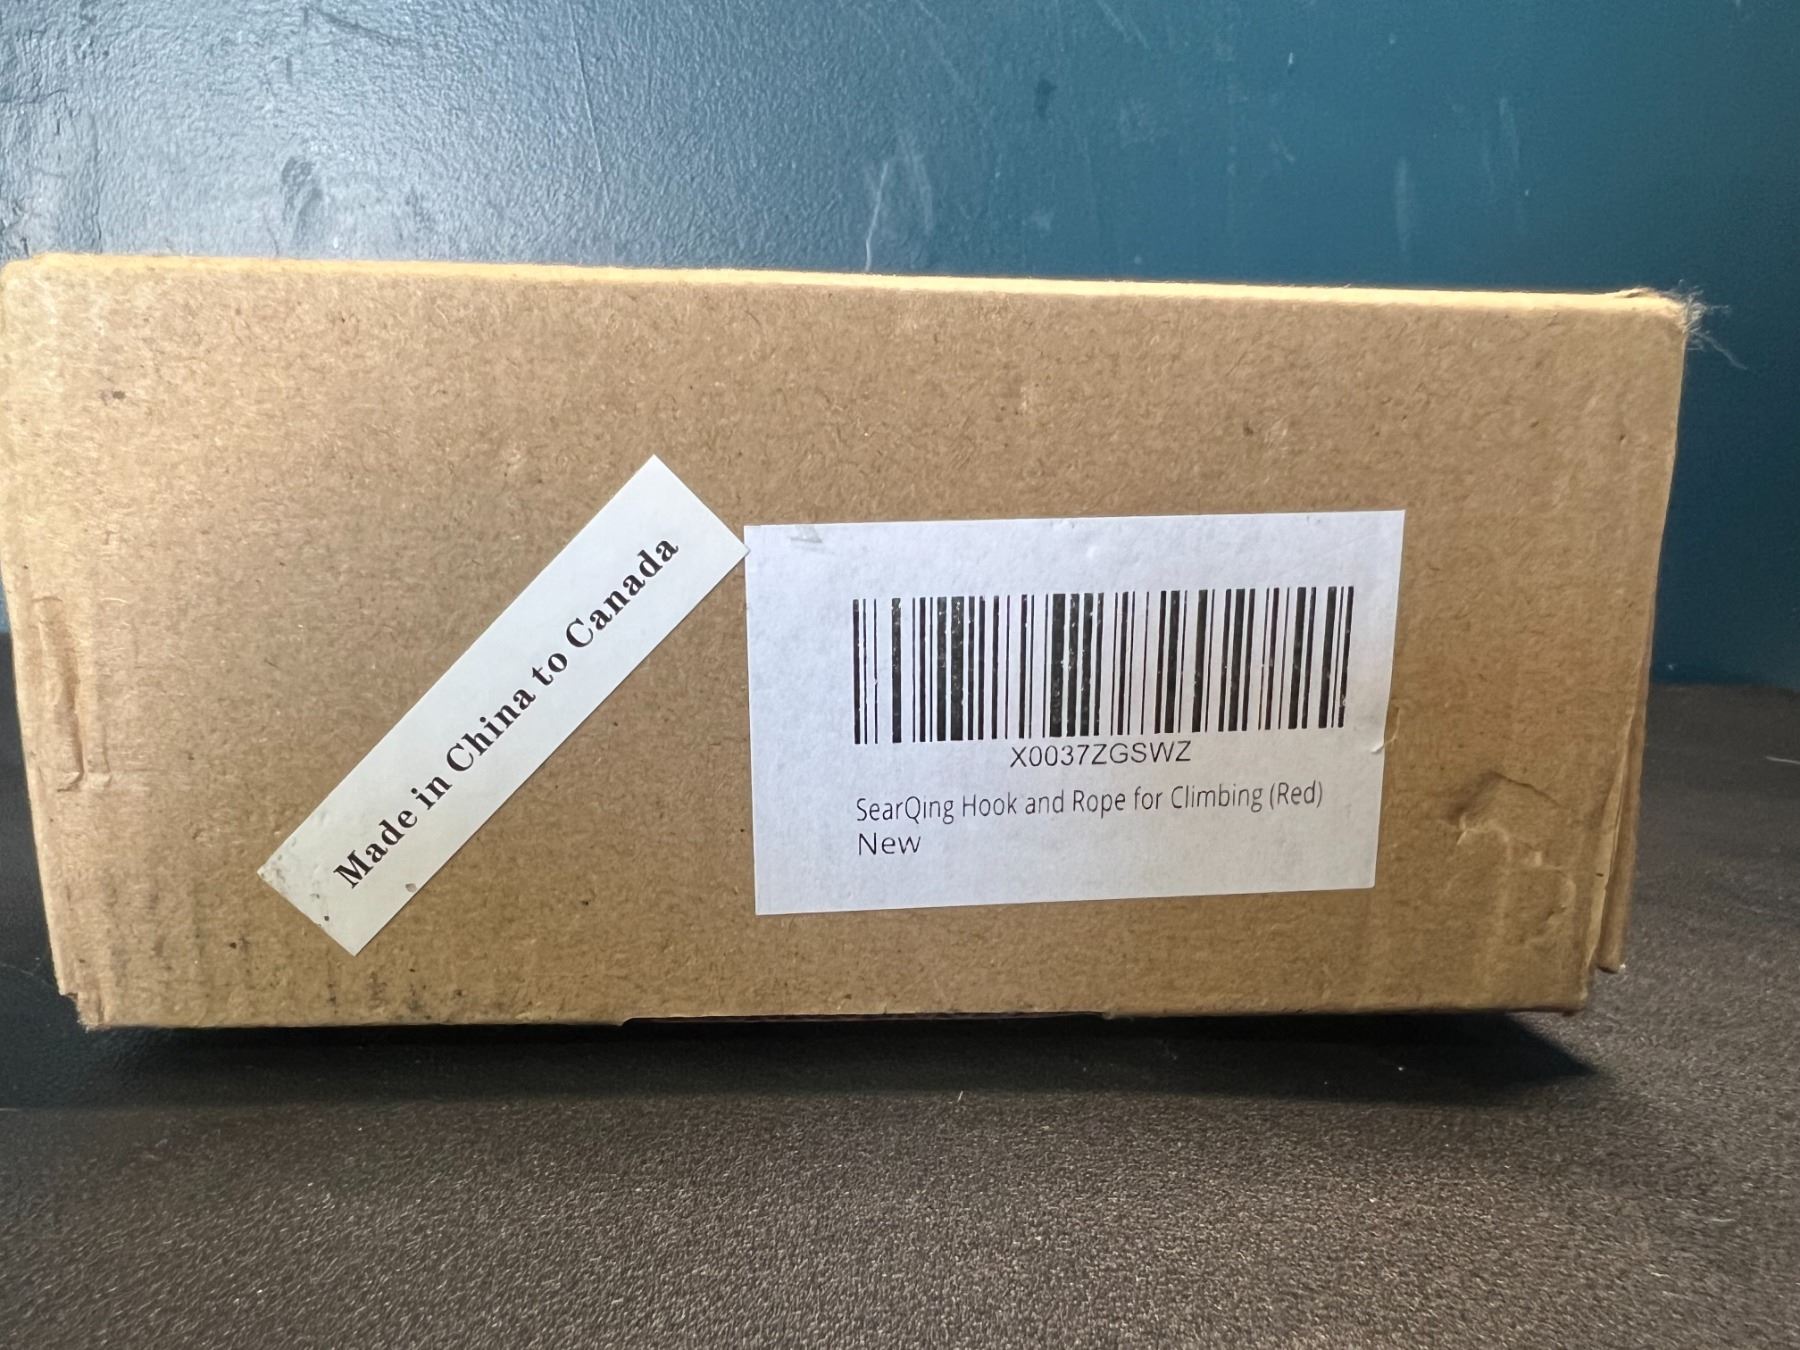 Made in China to Canada
X0037ZGSWZ
SearQing Hook and Rope for Climbing (Red)
New